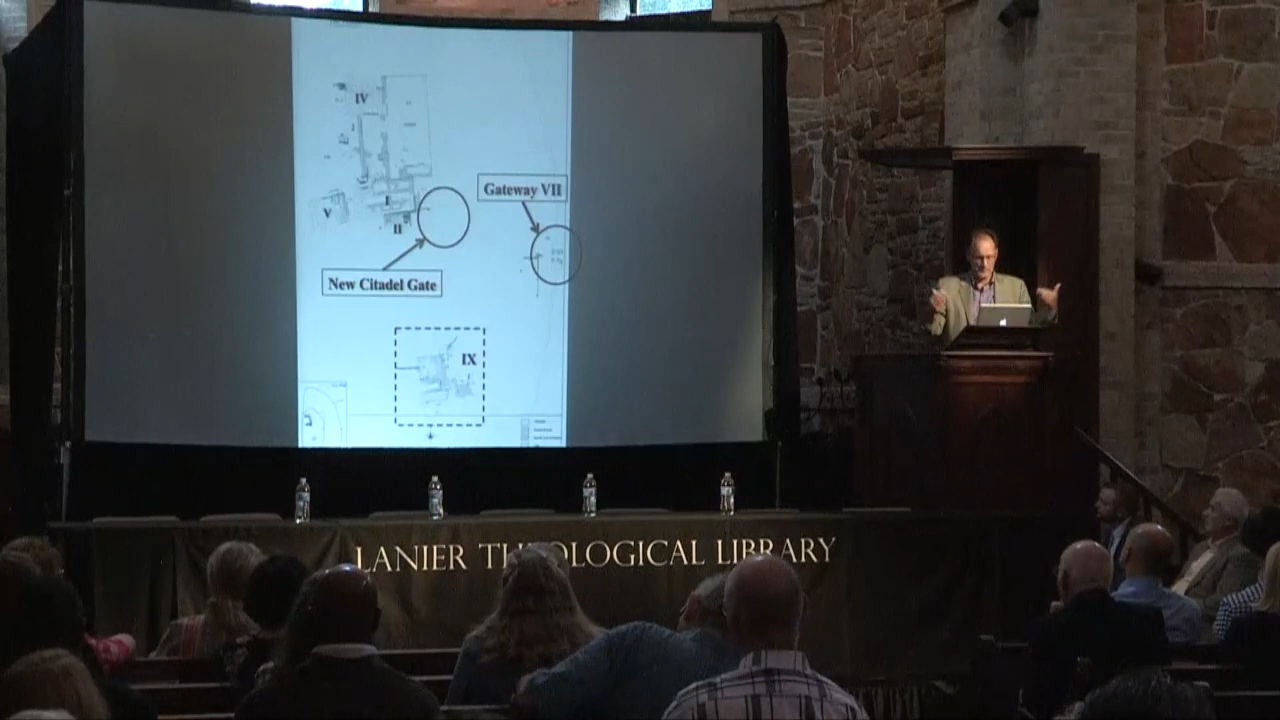 IV
Gateway VII
V
II
New Citadel Gate
IX
LANIER THEOLOGICAL LIBRARY